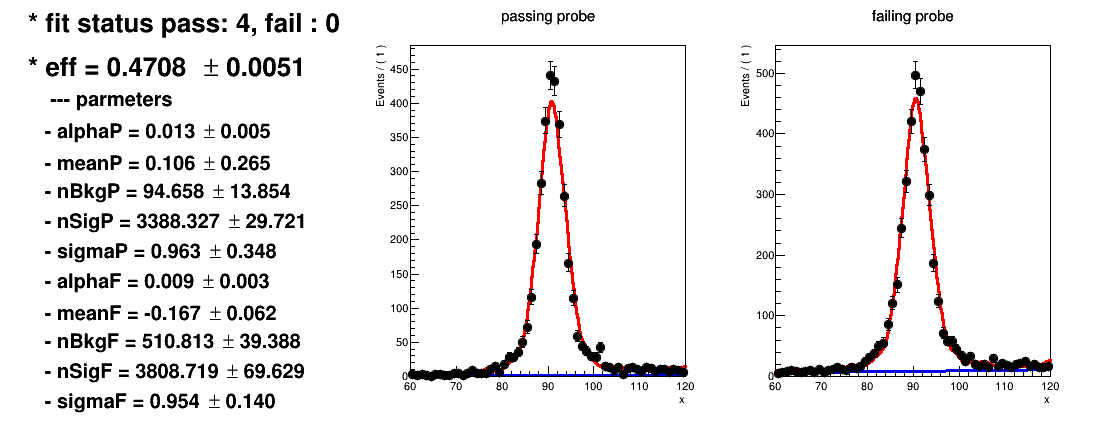 * fit status pass: 4, fail : 0
* eff = 0.4708 ± 0.0051
--- parmeters
- alphaP = 0.013 ± 0.005
- meanP = 0.106 ± 0.265
- nBkgP = 94.658 ± 13.854
- nSigP = 3388.327 ± 29.721
- sigmaP = 0.963 ± 0.348
- alphaF = 0.009 ± 0.003
- meanF = -0.167 ± 0.062
- nBkgF = 510.813 ± 39.388
- nSigF = 3808.719 ± 69.629
- sigmaF = 0.954 ± 0.140
passing probe
Events / ( 1 )
450
400
350
300
250
200
150
100
50
0
60 70 80 90 100 110 120
x
failing probe
Events / ( 1 )
500
400
300
200
100
0
60 70 80 90 100 110 120
x